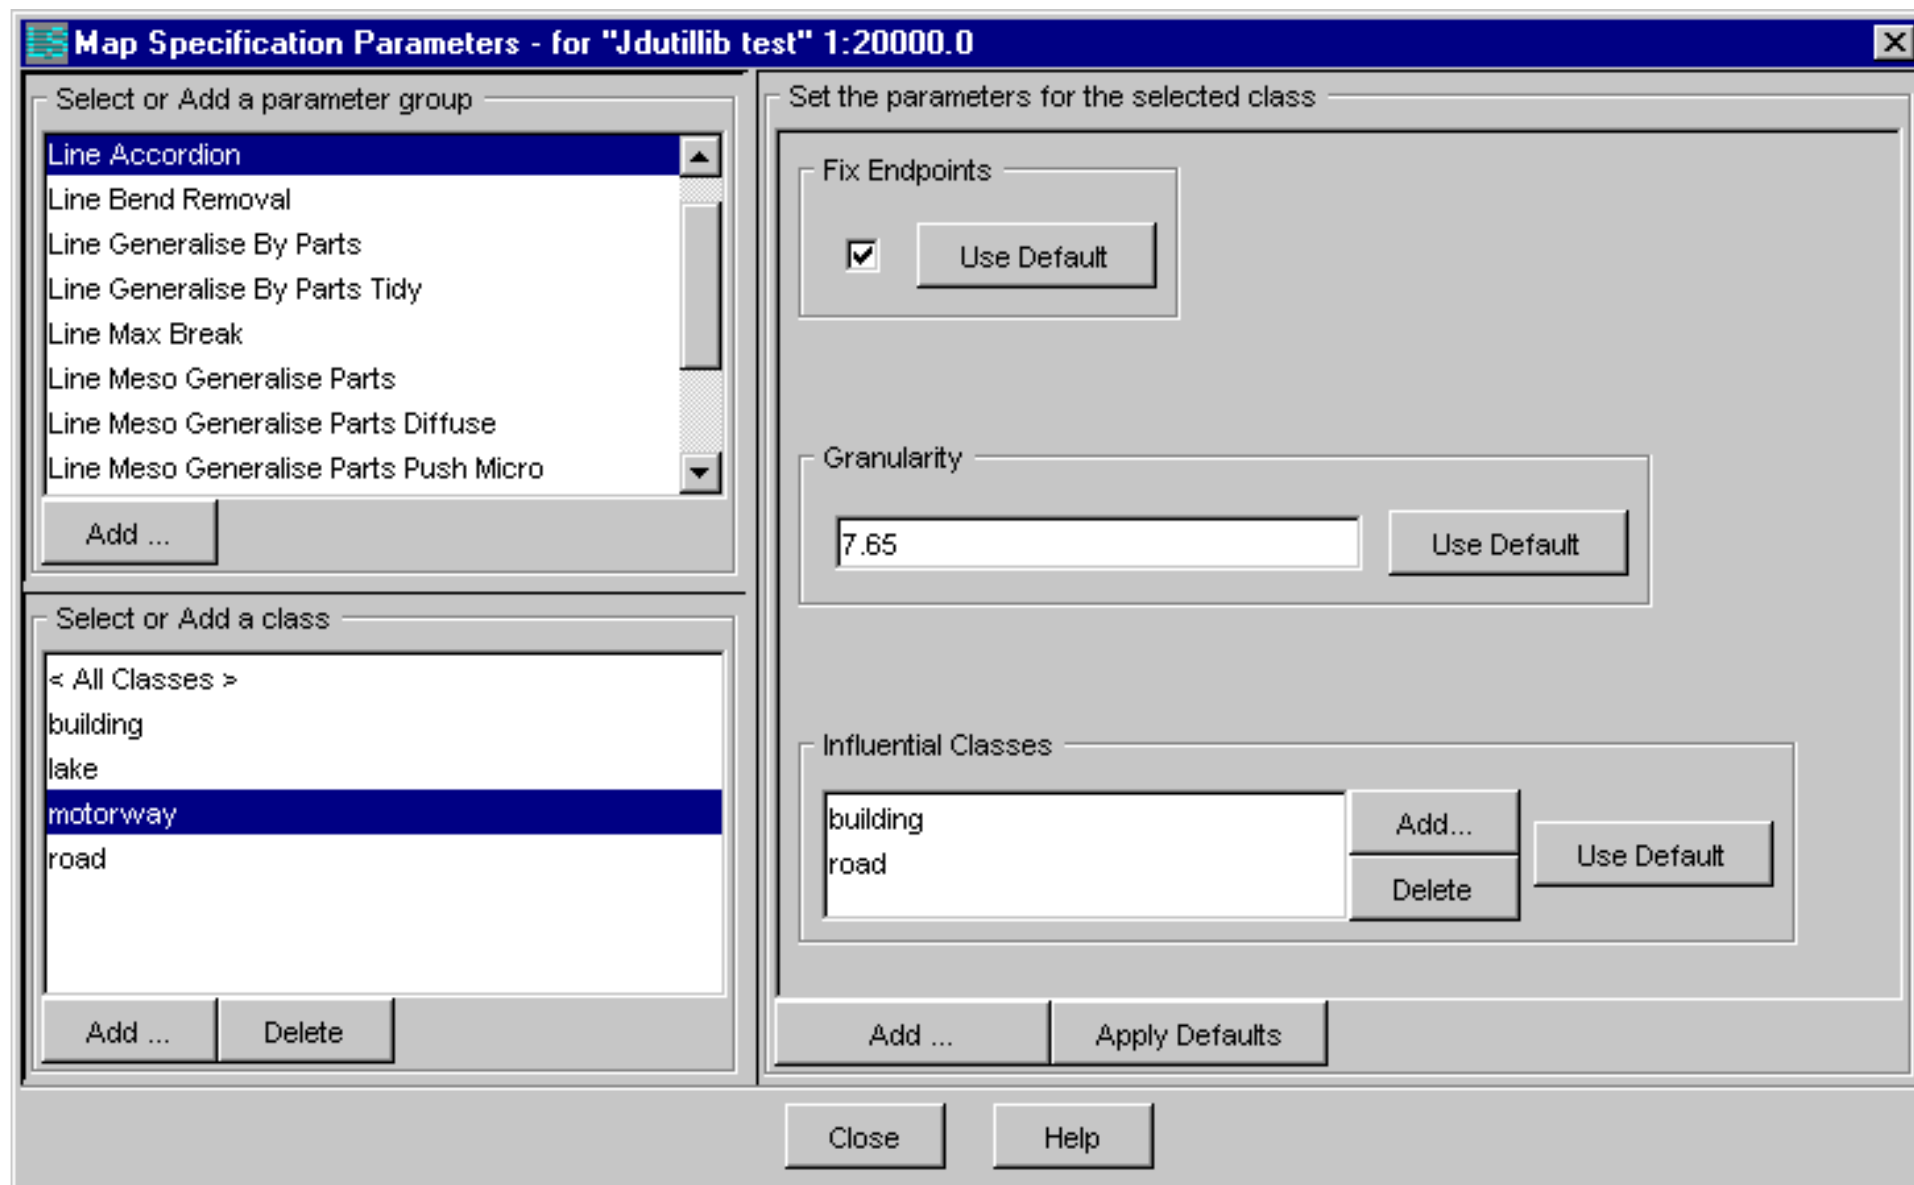 LS Map Specification Parameters - for "Jdutillib test" 1:20000.0
Select or Add a parameter group
Line Accordion
Line Bend Removal
Line Generalise By Parts
Line Generalise By Parts Tidy
Line Max Break
Line Meso Generalise Parts
Line Meso Generalise Parts Diffuse
Line Meso Generalise Parts Push Micro
Add ...
Select or Add a class
< All Classes >
building
lake
motorway
road
Add ...
Delete
Set the parameters for the selected class
Fix Endpoints
Use Default
Granularity
7.65
Use Default
Influential Classes
building
road
Add...
Delete
Use Default
Add ...
Apply Defaults
Close
Help